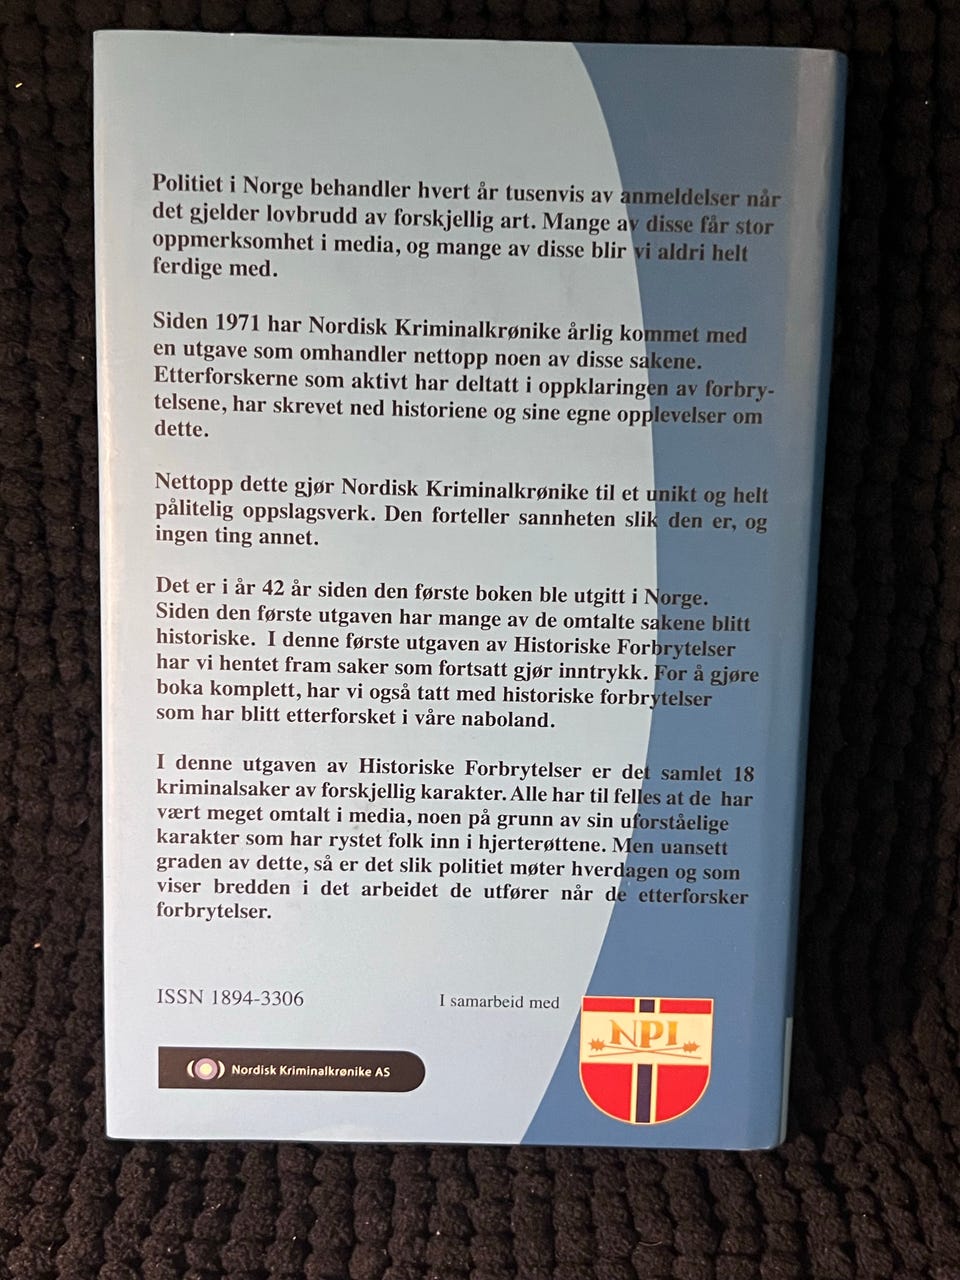 Politiet i Norge behandler hvert år tusenvis av anmeldelser når
det gjelder lovbrudd av forskjellig art. Mange av disse får stor
oppmerksomhet i media, og mange av disse blir vi aldri helt
ferdige med.
Siden 1971 har Nordisk Kriminalkrønike årlig kommet med
en utgave som omhandler nettopp noen av disse sakene.
Etterforskerne som aktivt har deltatt i oppklaringen av forbry-
telsene, har skrevet ned historiene og sine egne opplevelser om
dette.
Nettopp dette gjør Nordisk Kriminalkrønike til et unikt og helt
pålitelig oppslagsverk. Den forteller sannheten slik den er, og
ingen ting annet.
Det er i år 42 år siden den første boken ble utgitt i Norge.
Siden den første utgaven har mange av de omtalte sakene blitt
historiske. I denne første utgaven av Historiske Forbrytelser
har vi hentet fram saker som fortsatt gjør inntrykk. For å gjøre
boka komplett, har vi også tatt med historiske forbrytelser
som har blitt etterforsket i våre naboland.
I denne utgaven av Historiske Forbrytelser er det samlet 18
kriminalsaker av forskjellig karakter. Alle har til felles at de har
vært meget omtalt i media, noen på grunn av sin uforståelige
karakter som har rystet folk inn i hjerterøttene. Men uansett
graden av dette, så er det slik politiet møter hverdagen og som
viser bredden i det arbeidet de utfører når de etterforsker
forbrytelser.
ISSN 1894-3306
I samarbeid med
NPI
Nordisk Kriminalkrønike AS